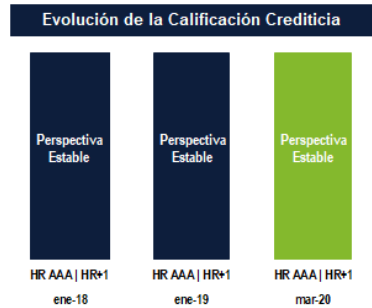 Evolución de la Calificación Crediticia
Perspectiva Estable
Perspectiva Estable
Perspectiva Estable
HR AAA | HR+1
HR AAA | HR+1
HR AAA | HR+1
ene-18
ene-19
mar-20